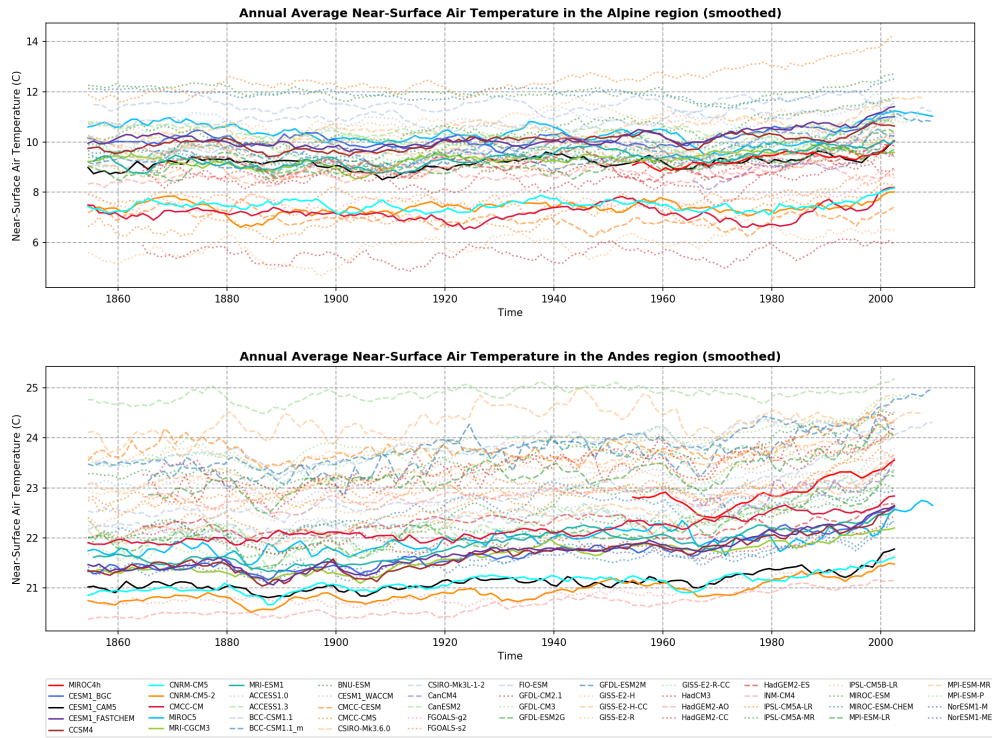 Annual Average Near-Surface Air Temperature in the Alpine region (smoothed)
Near-Surface Air Temperature (C)
14
12
10
8
6
1860 1880 1900 1920 1940 1960 1980 2000
Time
Annual Average Near-Surface Air Temperature in the Andes region (smoothed)
Near-Surface Air Temperature (C)
25
24
23
22
21
1860 1880 1900 1920 1940 1960 1980 2000
Time
MIROC4h CNRM-CM5 MRI-ESM1 BNU-ESM CSIRO-Mk3L-1-2 FIO-ESM GFDL-ESM2M GISS-E2-R-CC HadGEM2-ES IPSL-CM5B-LR MPI-ESM-MR
CESM1_BGC CNRM-CM5-2 ACCESS1.0 CESM1_WACCM CanCM4 GFDL-CM2.1 GISS-E2-H HadCM3 INM-CM4 MIROC-ESM MPI-ESM-P
CESM1_CAM5 CMCC-CM ACCESS1.3 CMCC-CESM CanESM2 GFDL-CM3 GISS-E2-H-CC HadGEM2-AO IPSL-CM5A-LR MIROC-ESM-CHEM NorESM1-M
CESM1_FASTCHEM MIROC5 BCC-CSM1.1 CMCC-CMS FGOALS-g2 GFDL-ESM2G GISS-E2-R HadGEM2-CC IPSL-CM5A-MR MPI-ESM-LR NorESM1-ME
CCSM4 MRI-CGCM3 BCC-CSM1.1_m CSIRO-Mk3.6.0 FGOALS-s2